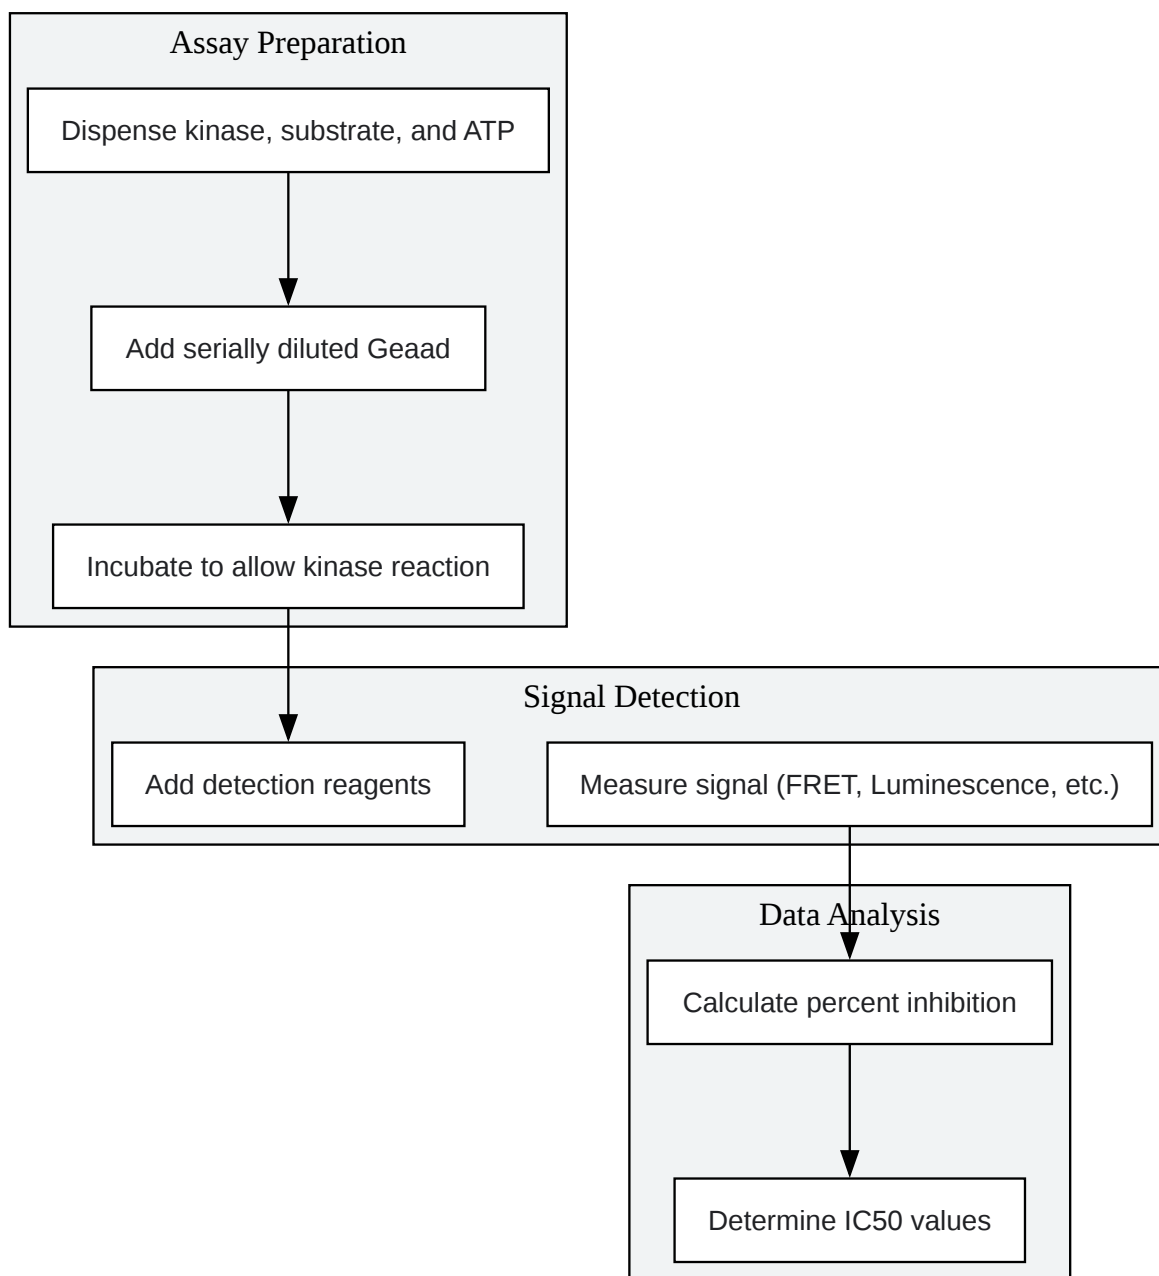 Assay Preparation
Dispense kinase, substrate, and ATP
Add serially diluted Geaad
Incubate to allow kinase reaction
Signal Detection
Add detection reagents
Measure signal (FRET, Luminescence, etc.)
Data Analysis
Calculate percent inhibition
Determine IC50 values